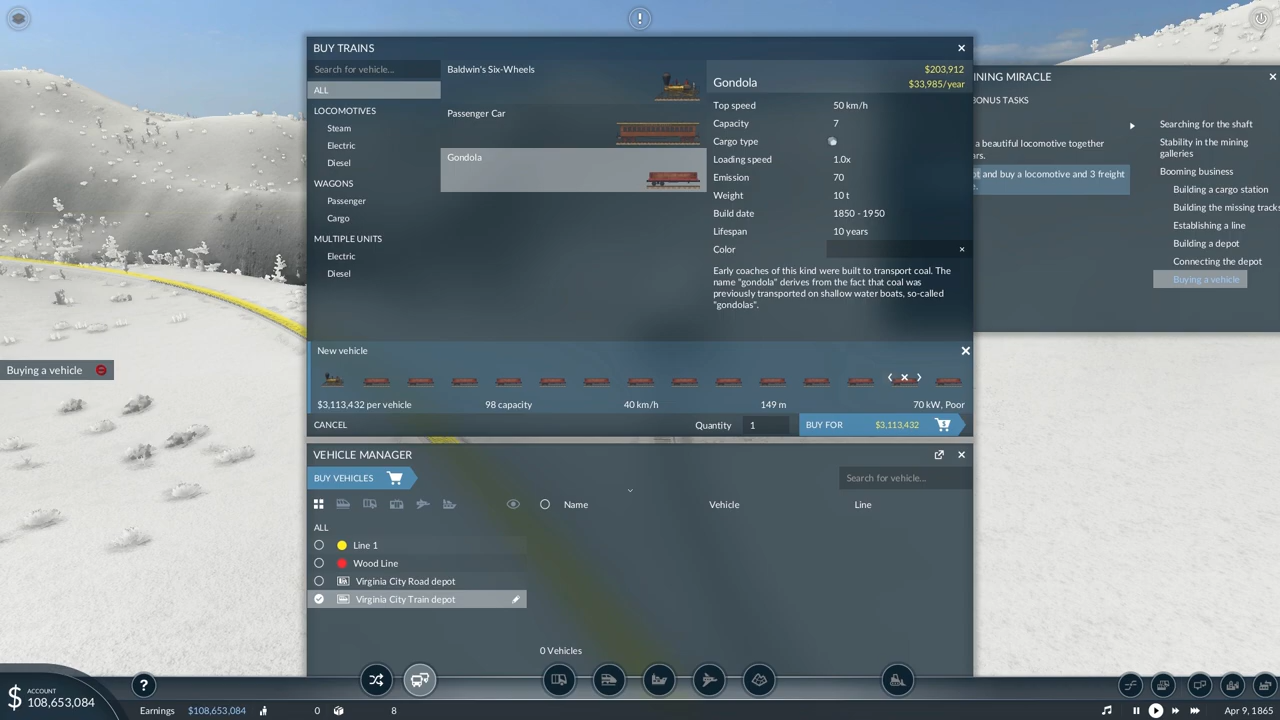 BUY TRAINS
Search for vehicle...
ALL
LOCOMOTIVES
Steam
Electric
Diesel
WAGONS
Passenger
Cargo
MULTIPLE UNITS
Electric
Diesel
Baldwin's Six-Wheels
Passenger Car
Gondola
$203,912
Gondola
$33,985/year
Top speed 50 km/h
Capacity 7
Cargo type
Loading speed 1.0x
Emission 70
Weight 10 t
Build date 1850 - 1950
Lifespan 10 years
Color
Early coaches of this kind were built to transport coal. The
name "gondola" derives from the fact that coal was
previously transported on shallow water boats, so-called
"gondolas".
NINING MIRACLE
BONUS TASKS
a beautiful locomotive together
and buy a locomotive and 3 freight
Searching for the shaft
Stability in the mining
galleries
Booming business
Building a cargo station
Building the missing tracks
Establishing a line
Building a depot
Connecting the depot
Buying a vehicle
Buying a vehicle
New vehicle
$3,113,432 per vehicle 98 capacity 40 km/h 149 m 70 kW, Poor
CANCEL Quantity 1 BUY FOR $3,113,432
VEHICLE MANAGER
BUY VEHICLES
Search for vehicle...
Name Vehicle Line
ALL
Line 1
Wood Line
Virginia City Road depot
Virginia City Train depot
0 Vehicles
$ ACCOUNT
108,653,084
?
Earnings $108,653,084 0 8
Apr 9, 1865